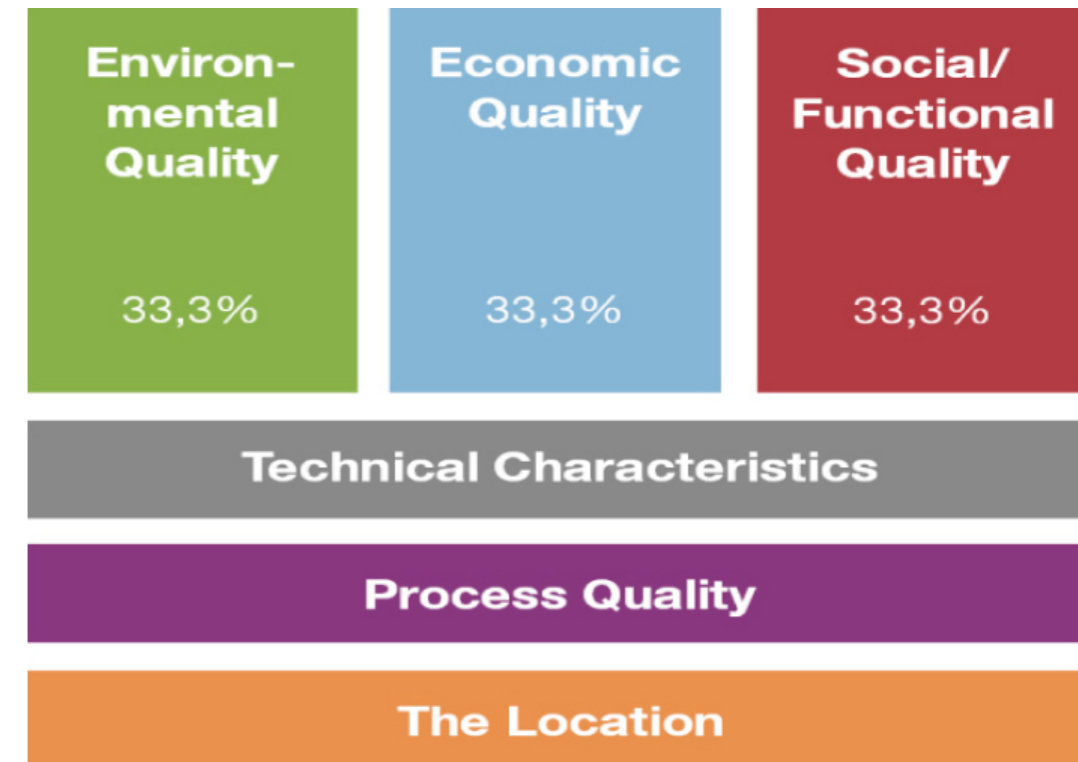 Environ-
mental
Quality
33,3%
Economic
Quality
33,3%
Social/
Functional
Quality
33,3%
Technical Characteristics
Process Quality
The Location